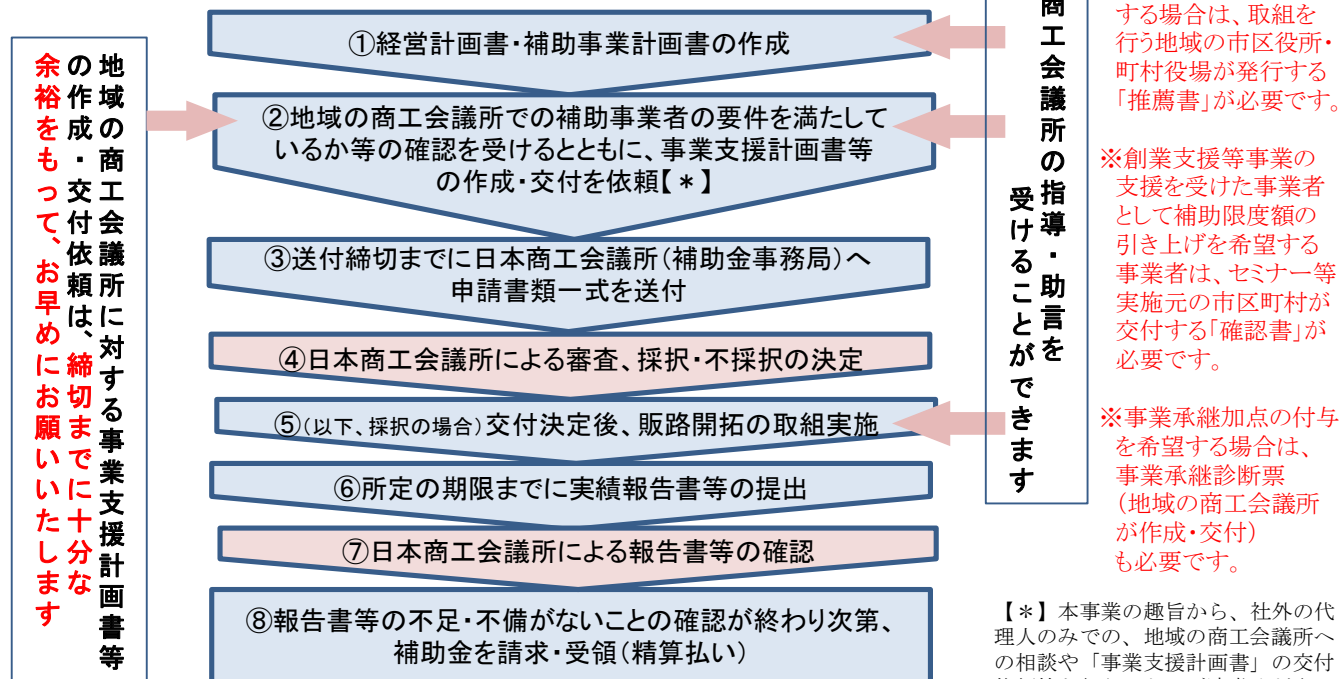 地域の商工会議所に対する事業支援計画書等
の作成・交付依頼は、締切までに十分な
余裕をもって、お早めにお願いいたします
①経営計画書・補助事業計画書の作成
②地域の商工会議所での補助事業者の要件を満たして
いるか等の確認を受けるとともに、事業支援計画書等
の作成・交付を依頼【＊】
③送付締切までに日本商工会議所（補助金事務局）へ
申請書類一式を送付
④日本商工会議所による審査、採択・不採択の決定
⑤（以下、採択の場合）交付決定後、販路開拓の取組実施
⑥所定の期限までに実績報告書等の提出
⑦日本商工会議所による報告書等の確認
⑧報告書等の不足・不備がないことの確認が終わり次第、
補助金を請求・受領（精算払い）
商工会議所の指導・助言を
受けることができます
する場合は、取組を
行う地域の市区役所・
町村役場が発行する
「推薦書」が必要です。
※創業支援等事業の
支援を受けた事業者
として補助限度額の
引き上げを希望する
事業者は、セミナー等
実施元の市区町村が
交付する「確認書」が
必要です。
※事業承継加点の付与
を希望する場合は、
事業承継診断票
（地域の商工会議所
が作成・交付）
も必要です。
【＊】本事業の趣旨から、社外の代
理人のみでの、地域の商工会議所へ
の相談や「事業支援計画書」の交付